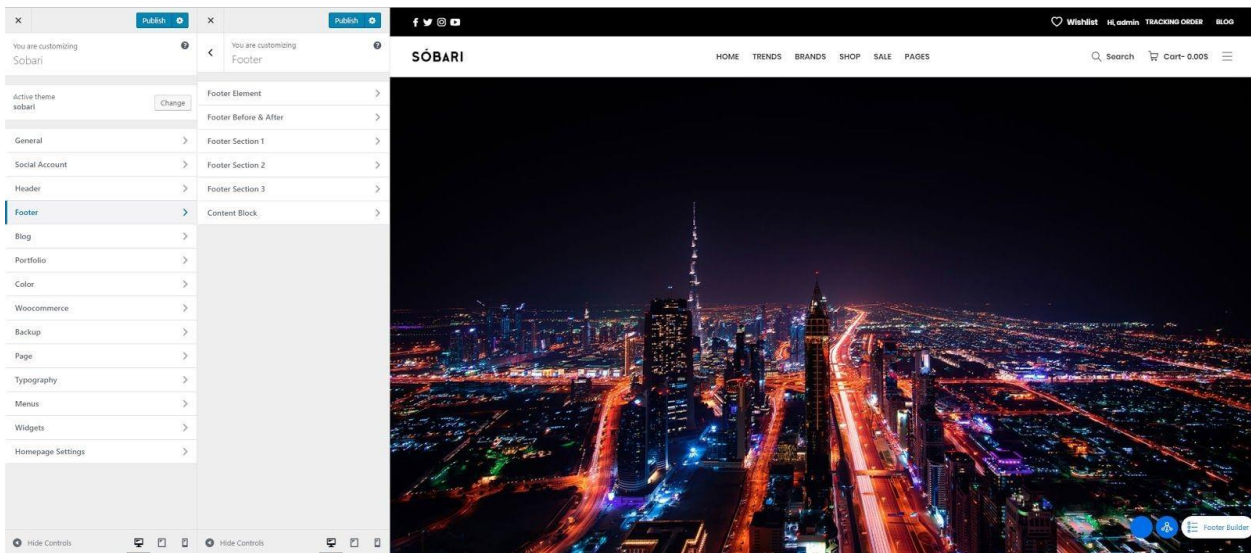 Publish
You are customizing
Sobari
Active theme
sobari
Change
General
Social Account
Header
Footer
Blog
Portfolio
Color
Woocommerce
Backup
Page
Typography
Menus
Widgets
Homepage Settings
Hide Controls
Publish
You are customizing
Footer
Footer Element
Footer Before & After
Footer Section 1
Footer Section 2
Footer Section 3
Content Block
Hide Controls
Wishlist Hi, admin TRACKING ORDER BLOG
SÓBARI
HOME TRENDS BRANDS SHOP SALE PAGES
Search Cart- 0.00$
Footer Builder